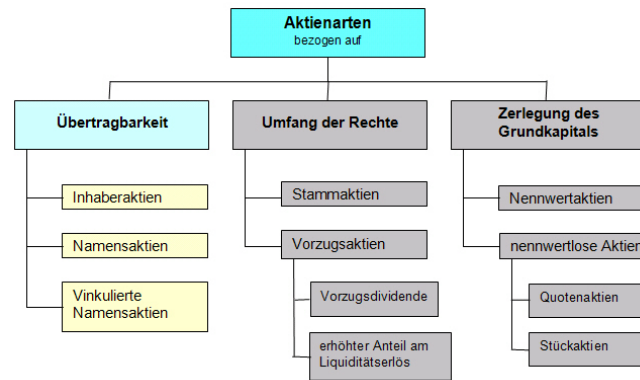 Aktienarten
bezogen auf
Übertragbarkeit
Inhaberaktien
Namensaktien
Vinkulierte
Namensaktien
Umfang der Rechte
Stammaktien
Vorzugsaktien
Vorzugsdividende
erhöhter Anteil am
Liquiditätserlös
Zerlegung des
Grundkapitals
Nennwertaktien
nennwertlose Aktien
Quotenaktien
Stückaktien